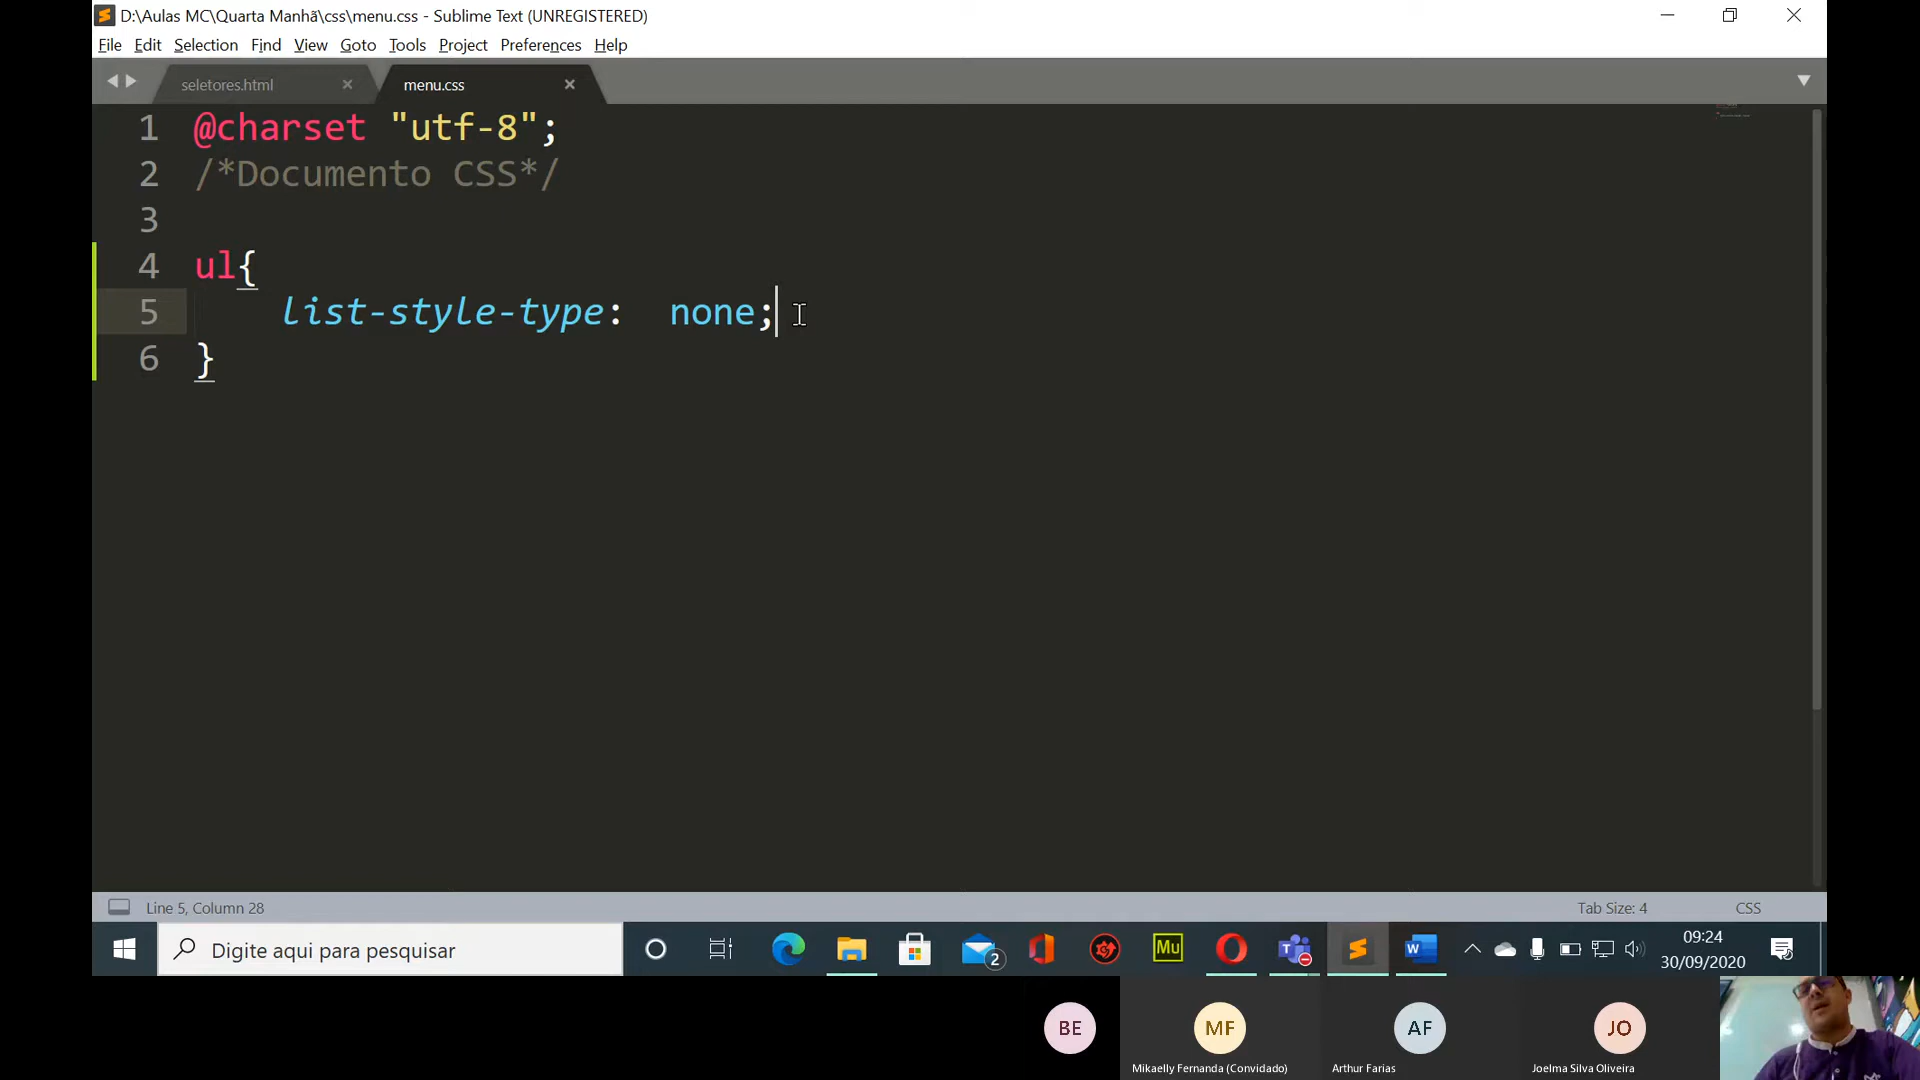 D:\Aulas MC\Quarta Manhã\css\menu.css - Sublime Text (UNREGISTERED)
File Edit Selection Find View Goto Tools Project Preferences Help
seletores.html
menu.css
1 @charset "utf-8";
2 /*Documento CSS*/
3
4 ul{
5 list-style-type: none;
6 }
Line 5, Column 28
Tab Size: 4
CSS
Digite aqui para pesquisar
2
Mu
W
09:24
30/09/2020
BE
MF
AF
JO
Mikaelly Fernanda (Convidado)
Arthur Farias
Joelma Silva Oliveira